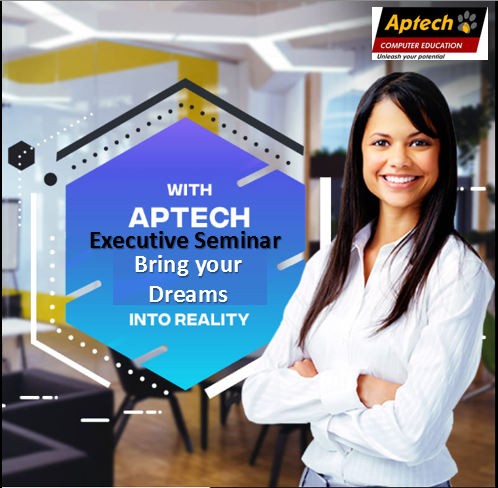 Aptech
COMPUTER EDUCATION
Unleash your potential
WITH
APTECH
Executive Seminar
Bring your
Dreams
INTO REALITY